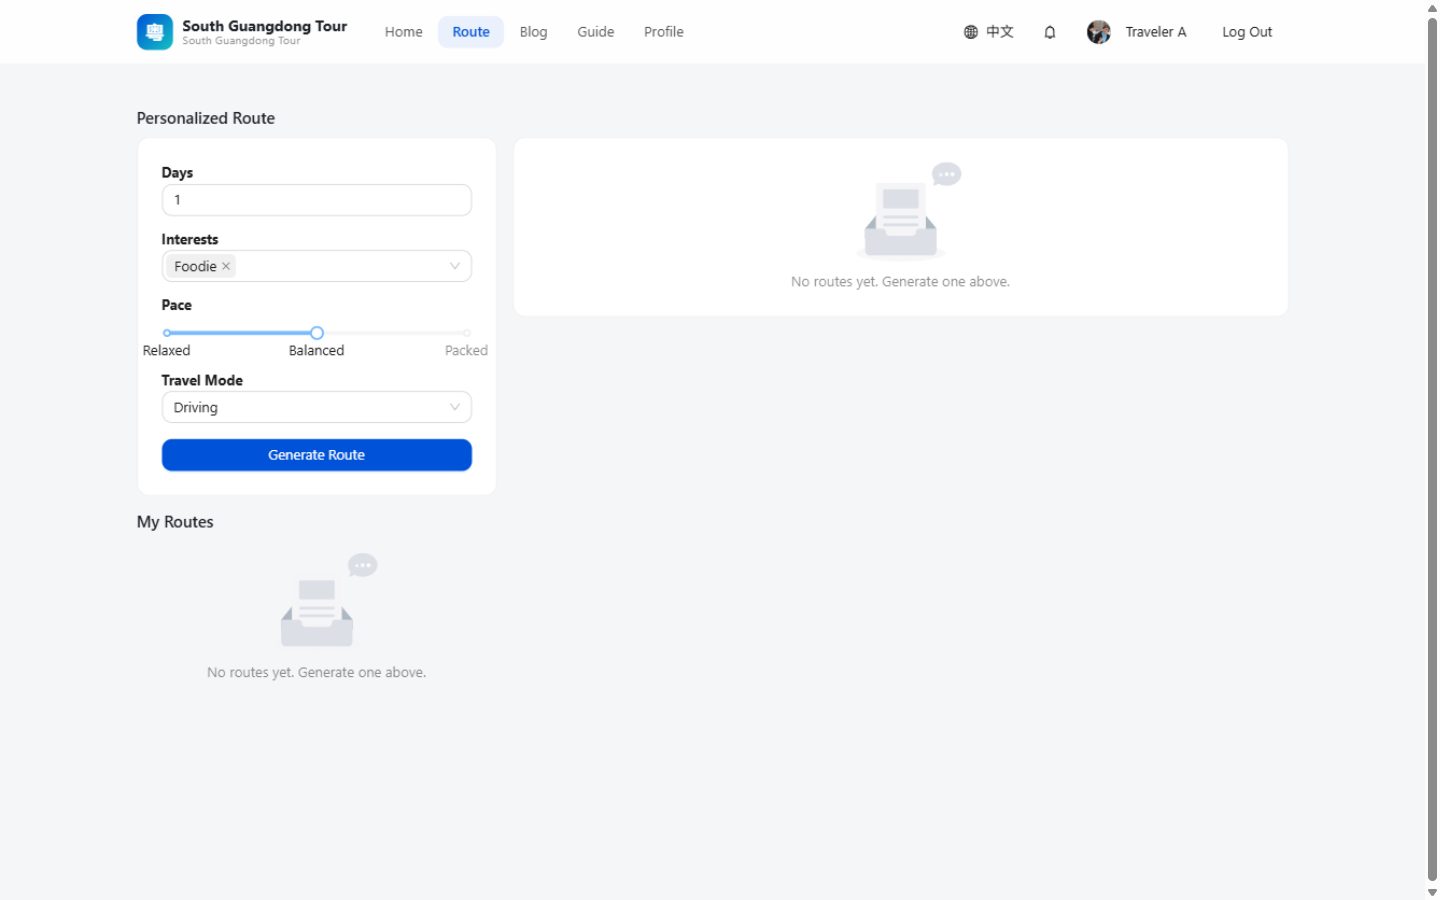 South Guangdong Tour
South Guangdong Tour
Home
Route
Blog
Guide
Profile
中文
Traveler A
Log Out
Personalized Route
Days
1
Interests
Foodie
Pace
Relaxed
Balanced
Packed
Travel Mode
Driving
Generate Route
No routes yet. Generate one above.
My Routes
No routes yet. Generate one above.